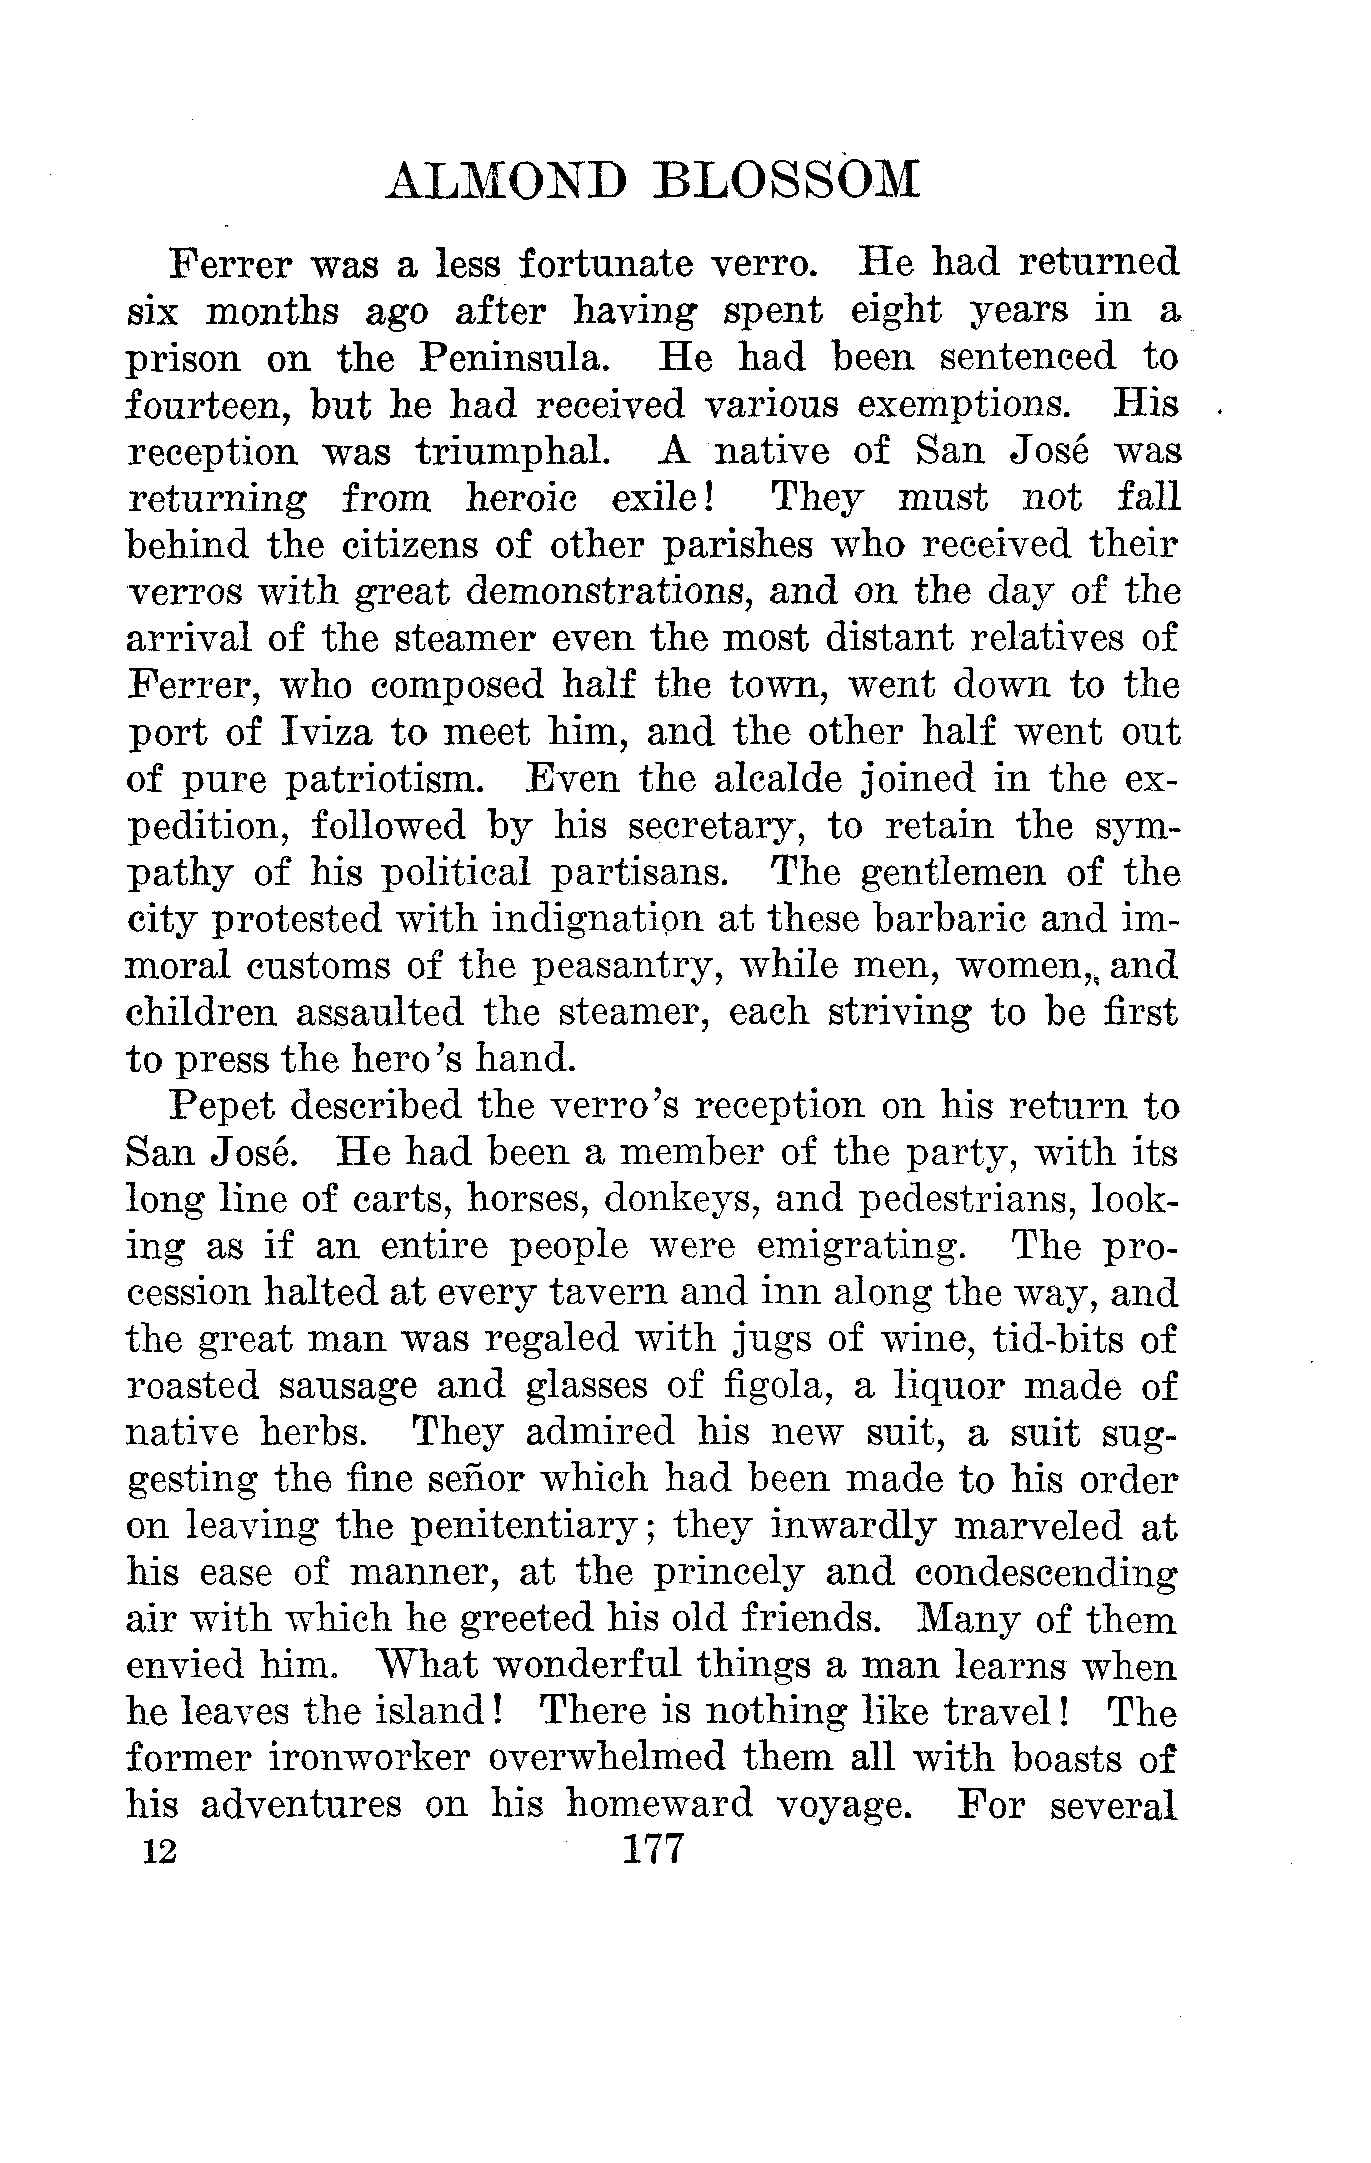 ALMOND BLOSSOM
Ferrer was a less fortunate verro. He had returned
six months ago after having spent eight years in a
prison on the Peninsula. He had been sentenced to
fourteen, but he had received various exemptions. His
reception was triumphal. A native of San José was
returning from heroic exile! They must not fall
behind the citizens of other parishes who received their
verros with great demonstrations, and on the day of the
arrival of the steamer even the most distant relatives of
Ferrer, who composed half the town, went down to the
port of Iviza to meet him, and the other half went out
of pure patriotism. Even the alcalde joined in the ex-
pedition, followed by his secretary, to retain the sym-
pathy of his political partisans. The gentlemen of the
city protested with indignation at these barbaric and im-
moral customs of the peasantry, while men, women, and
children assaulted the steamer, each striving to be first
to press the hero's hand.
Pepet described the verro's reception on his return to
San José. He had been a member of the party, with its
long line of carts, horses, donkeys, and pedestrians, look-
ing as if an entire people were emigrating. The pro-
cession halted at every tavern and inn along the way, and
the great man was regaled with jugs of wine, tid-bits of
roasted sausage and glasses of figola, a liquor made of
native herbs. They admired his new suit, a suit sug-
gesting the fine señor which had been made to his order
on leaving the penitentiary; they inwardly marveled at
his ease of manner, at the princely and condescending
air with which he greeted his old friends. Many of them
envied him. What wonderful things a man learns when
he leaves the island! There is nothing like travel! The
former ironworker overwhelmed them all with boasts of
his adventures on his homeward voyage. For several
12 177